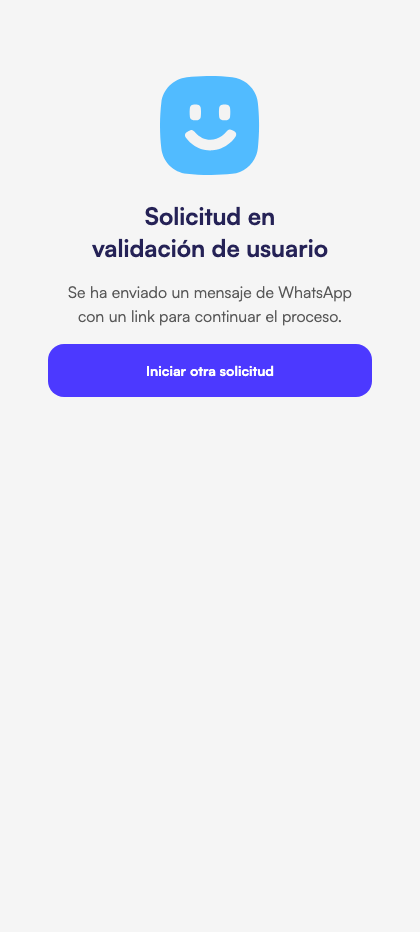 Solicitud en
validación de usuario
Se ha enviado un mensaje de WhatsApp
con un link para continuar el proceso.
Iniciar otra solicitud